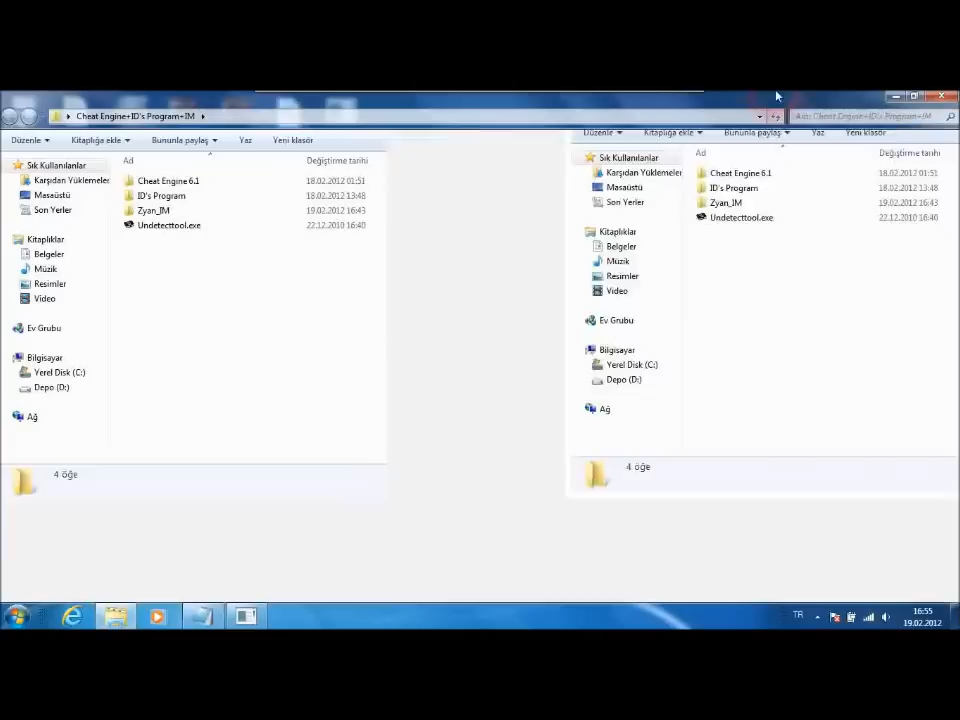 Cheat Engine+ID's Program+IM
Ara: Cheat Engine+ID's Program+IM
Düzenle
Kitaplığa ekle
Bununla paylaş
Yaz
Yeni klasör
Sık Kullanılanlar
Karşıdan Yüklemeler
Masaüstü
Son Yerler
Kitaplıklar
Belgeler
Müzik
Resimler
Video
Ev Grubu
Bilgisayar
Yerel Disk (C:)
Depo (D:)
Ağ
Ad
Değiştirme tarihi
Cheat Engine 6.1
18.02.2012 01:51
ID's Program
18.02.2012 13:48
Zyan_IM
19.02.2012 16:43
Undetecttool.exe
22.12.2010 16:40
4 öğe
Düzenle
Kitaplığa ekle
Bununla paylaş
Yaz
Yeni klasör
Sık Kullanılanlar
Karşıdan Yüklemeler
Masaüstü
Son Yerler
Kitaplıklar
Belgeler
Müzik
Resimler
Video
Ev Grubu
Bilgisayar
Yerel Disk (C:)
Depo (D:)
Ağ
Ad
Değiştirme tarihi
Cheat Engine 6.1
18.02.2012 01:51
ID's Program
18.02.2012 13:48
Zyan_IM
19.02.2012 16:43
Undetecttool.exe
22.12.2010 16:40
4 öğe
TR
16:55
19.02.2012